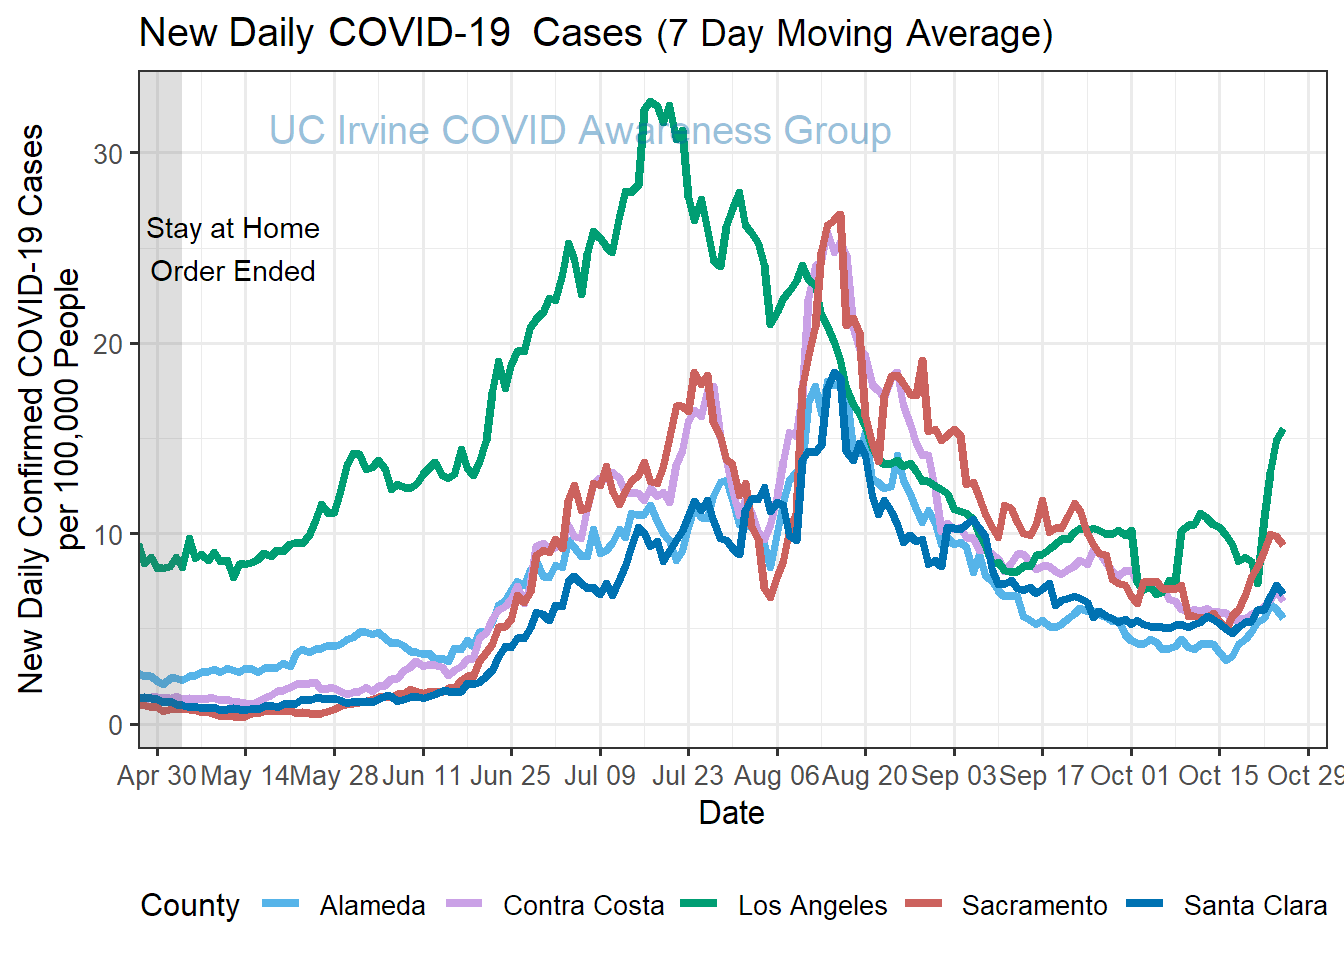 New Daily COVID-19 Cases (7 Day Moving Average)
UC Irvine COVID Awareness Group
Stay at Home
Order Ended
New Daily Confirmed COVID-19 Cases
per 100,000 People
30
20
10
0
Apr 30 May 14 May 28 Jun 11 Jun 25 Jul 09 Jul 23 Aug 06 Aug 20 Sep 03 Sep 17 Oct 01 Oct 15 Oct 29
Date
County Alameda Contra Costa Los Angeles Sacramento Santa Clara